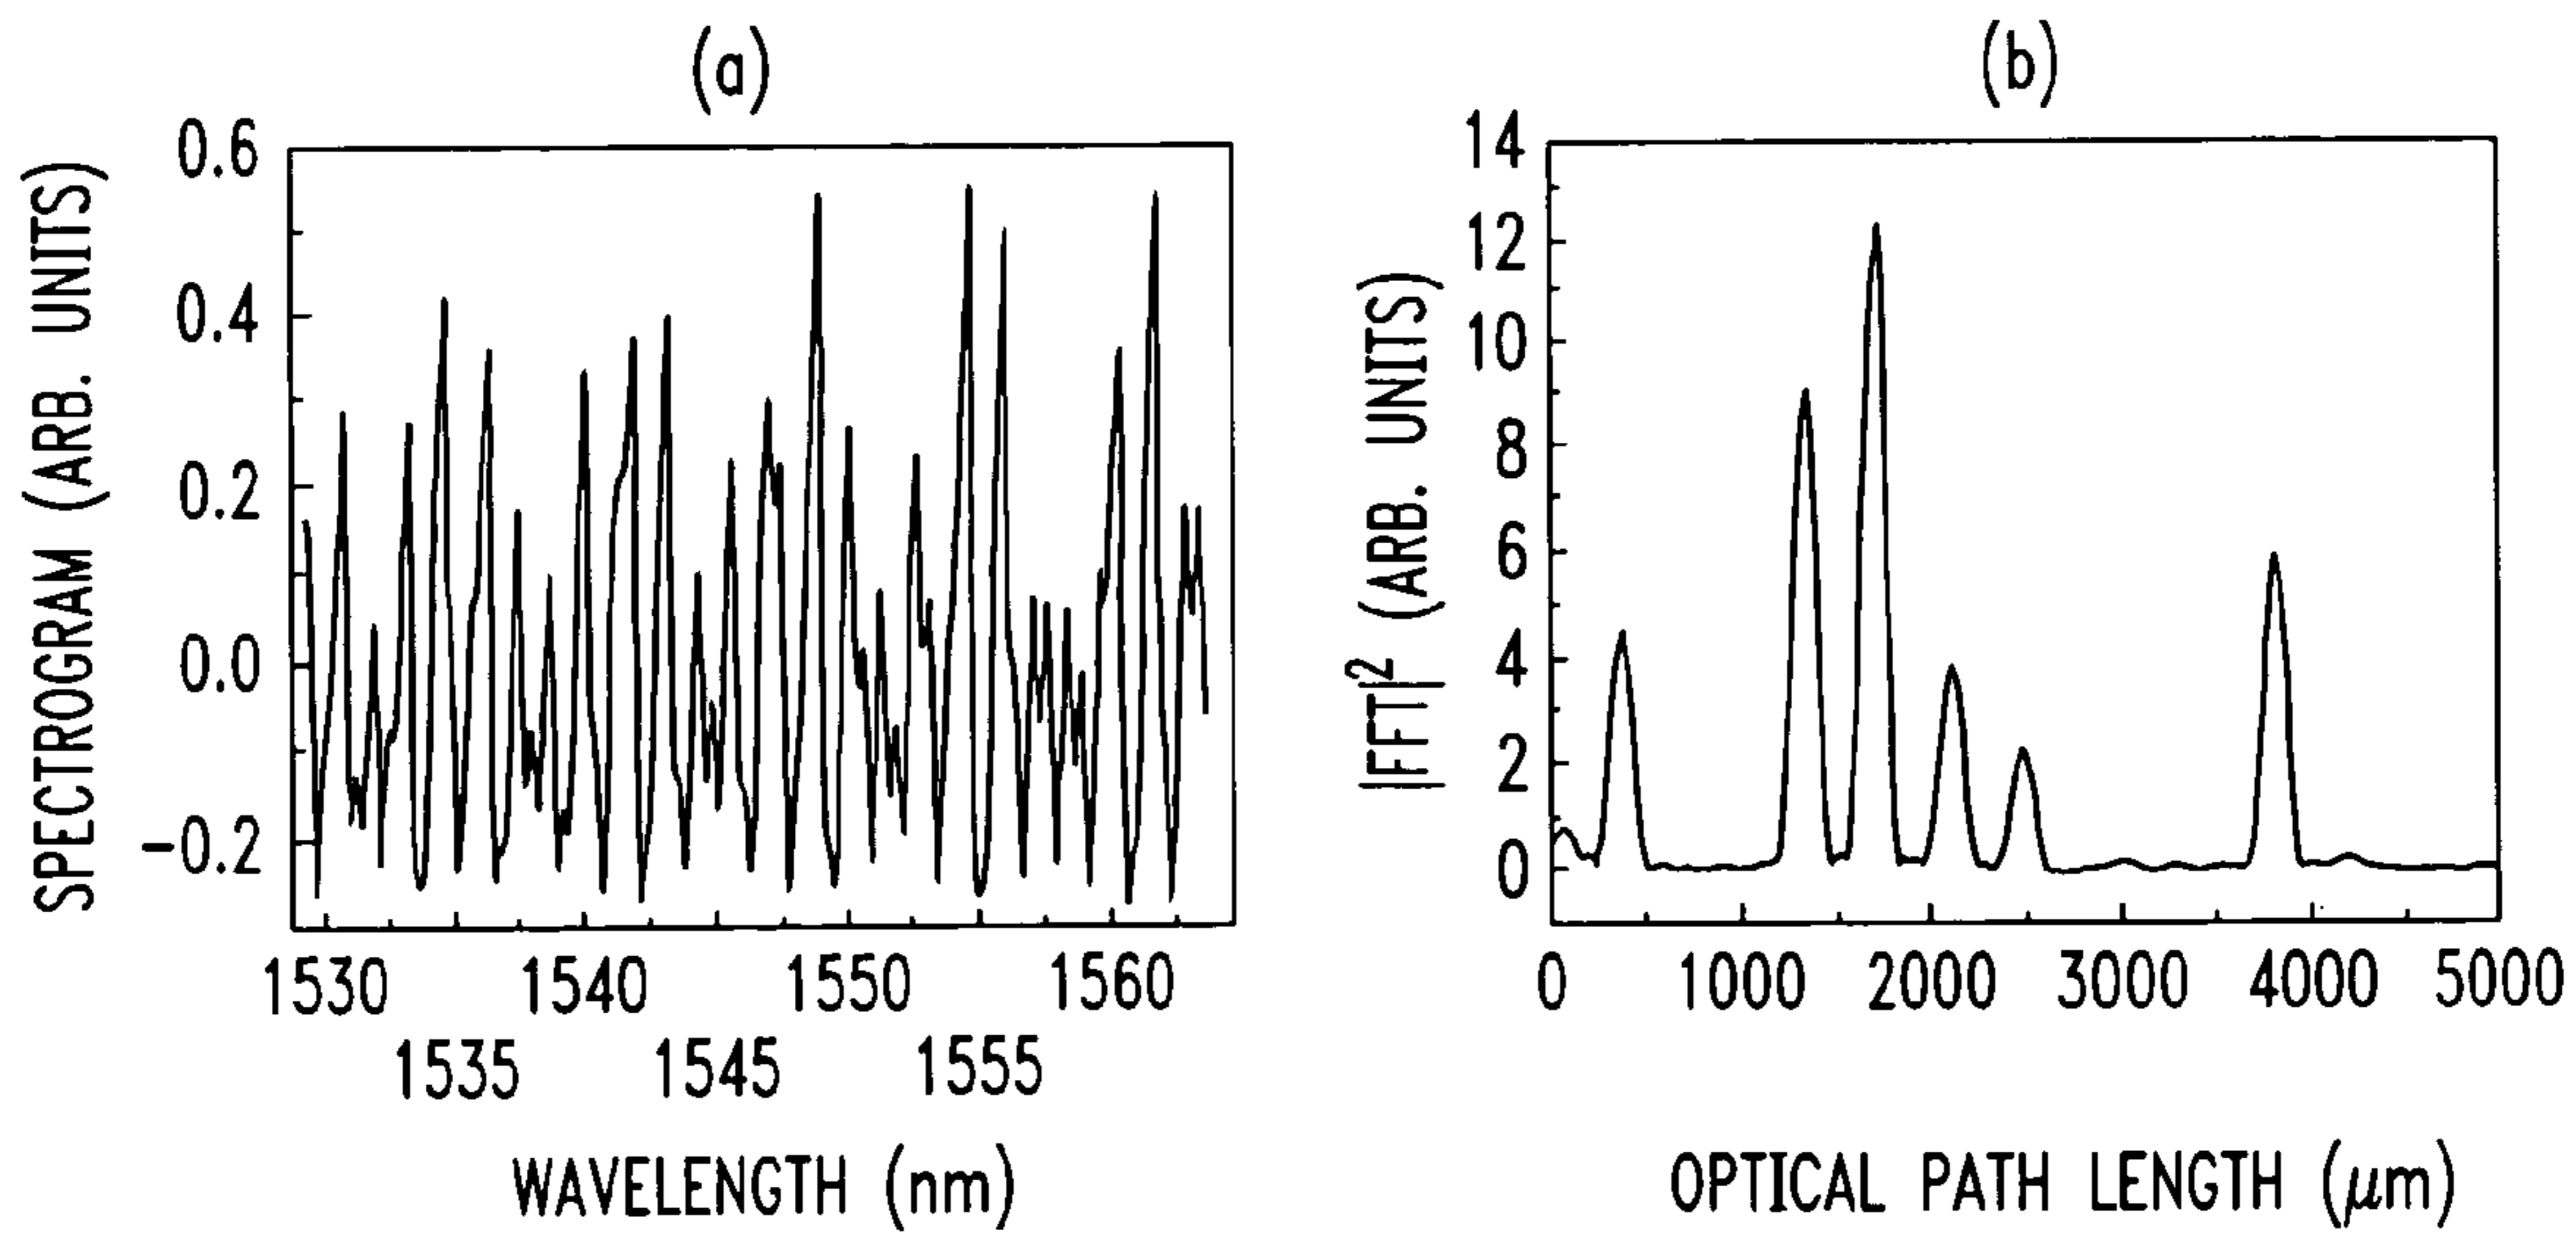 (a)
SPECTROGRAM (ARB. UNITS)
0.6
0.4
0.2
0.0
-0.2
1530 1540 1550 1560
1535 1545 1555
WAVELENGTH (nm)
(b)
|FFT|² (ARB. UNITS)
14
12
10
8
6
4
2
0
0 1000 2000 3000 4000 5000
OPTICAL PATH LENGTH (μm)